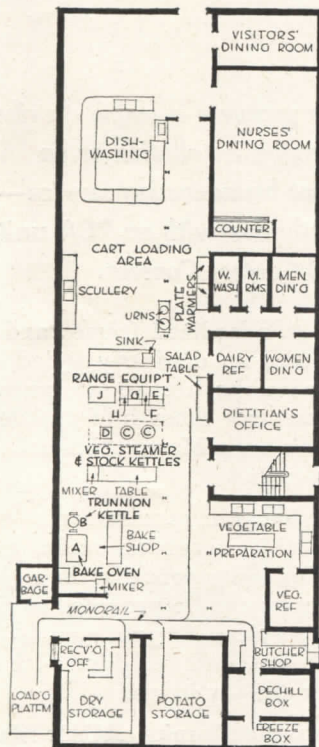 VISITORS'
DINING ROOM
DISH-
WASHING
NURSES'
DINING ROOM
COUNTER
CART LOADING
AREA
SCULLERY
URNS
PLATE
WARMERS
W.
WASH
M.
RMS.
MEN
DIN'G
SINK
SALAD
TABLE
DAIRY
REF
WOMEN
DIN'G
RANGE EQUIP'T
J
G
E
H
F
DIETITIAN'S
OFFICE
D
C
C
VEG. STEAMER
& STOCK KETTLES
MIXER
TABLE
TRUNNION
KETTLE
B
VEGETABLE
PREPARATION
A
BAKE
SHOP
BAKE OVEN
MIXER
GAR-
BAGE
VEG.
REF
MONORAIL
RECV'G
OFF
BUTCHER
SHOP
LOAD'G
PLATF'M
DRY
STORAGE
POTATO
STORAGE
DECHILL
BOX
FREEZE
BOX